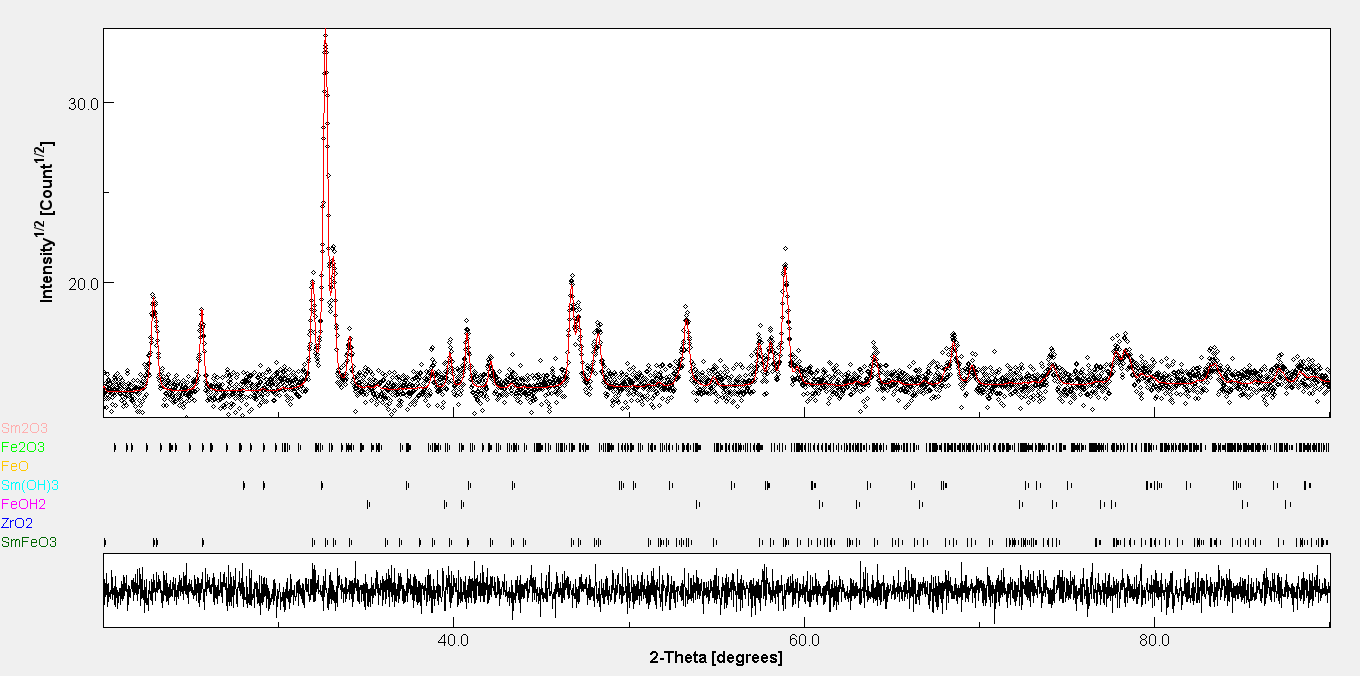 Intensity1/2 [Count1/2]
30.0
20.0
Sm2O3
Fe2O3
FeO
Sm(OH)3
FeOH2
ZrO2
SmFeO3
40.0 60.0 80.0
2-Theta [degrees]